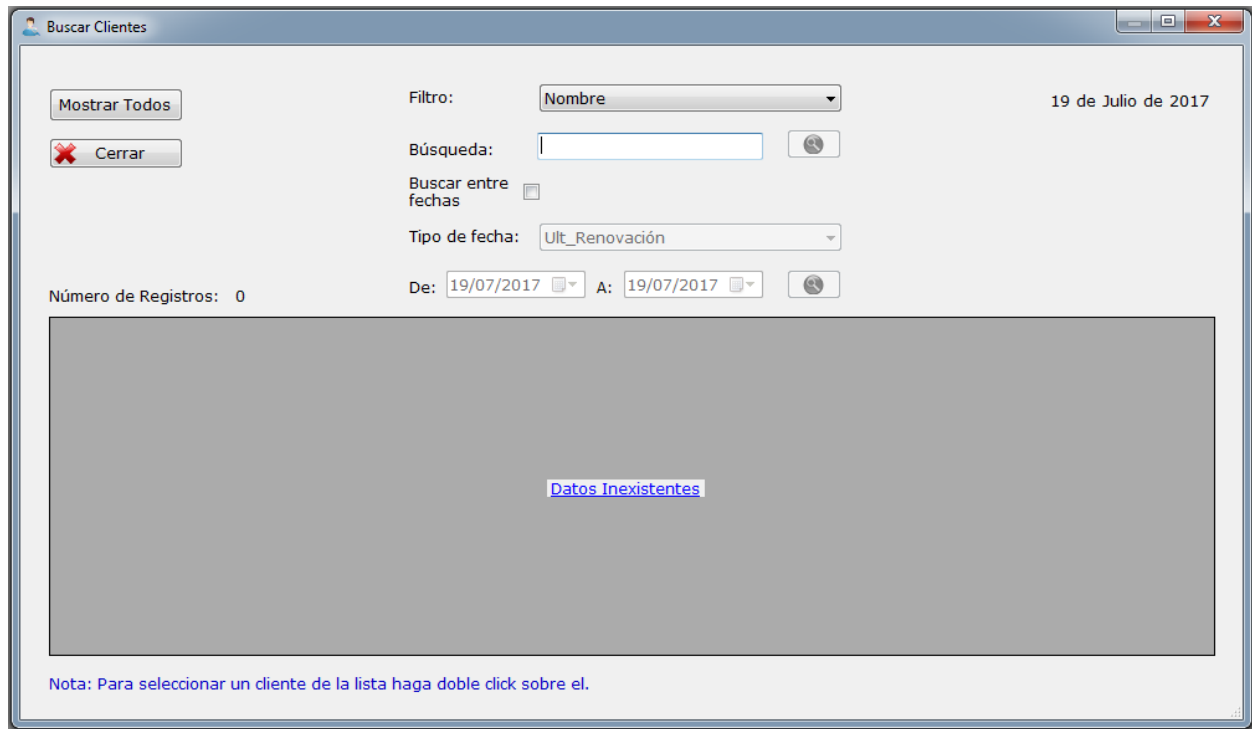 Buscar Clientes
Mostrar Todos
Cerrar
Filtro:
Nombre
19 de Julio de 2017
Búsqueda:
Buscar entre
fechas
Tipo de fecha:
Ult_Renovación
De:
19/07/2017
A:
19/07/2017
Número de Registros: 0
Datos Inexistentes
Nota: Para seleccionar un cliente de la lista haga doble click sobre el.